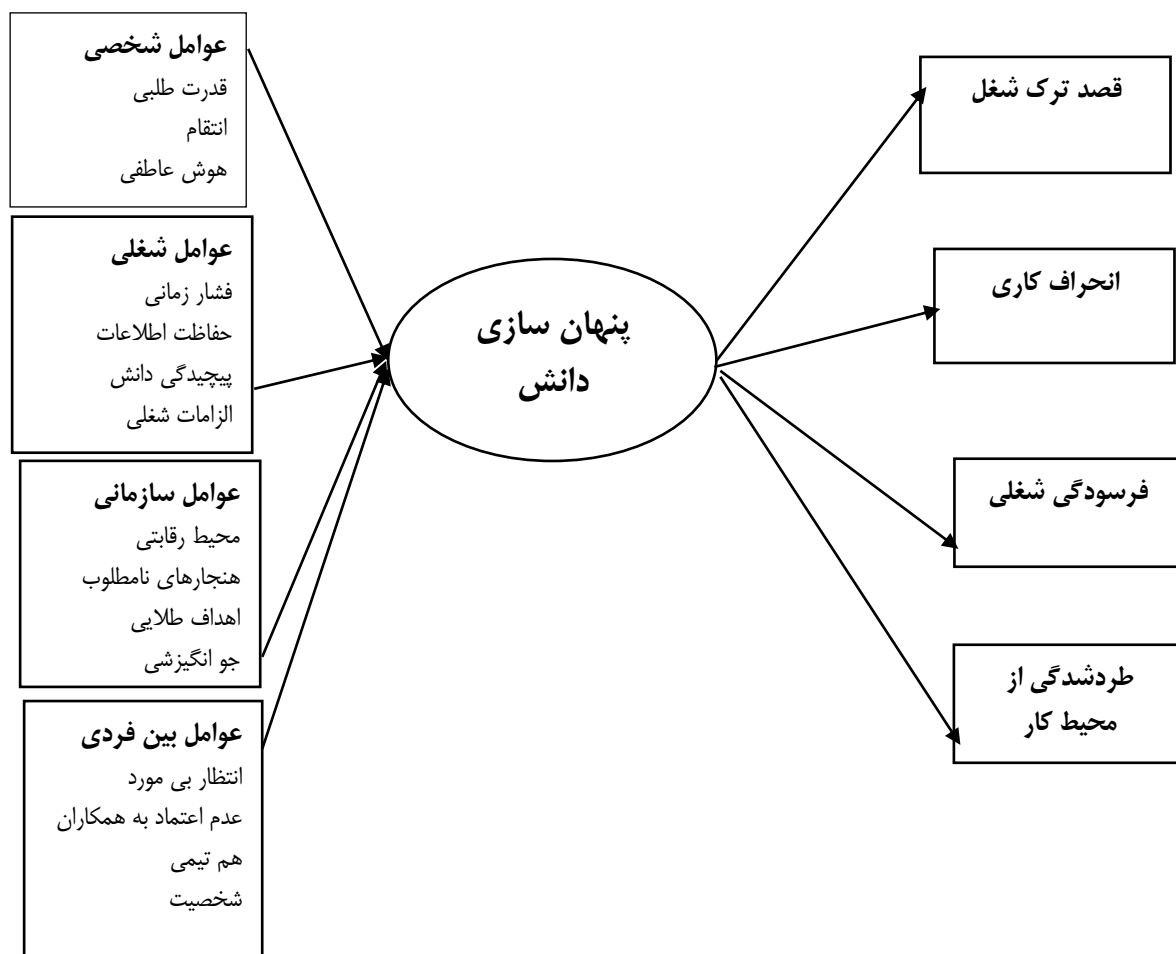 عوامل شخصی
قدرت طلبی
انتقام
هوش عاطفی
عوامل شغلی
فشار زمانی
حفاظت اطلاعات
پیچیدگی دانش
الزامات شغلی
عوامل سازمانی
محیط رقابتی
هنجارهای نامطلوب
اهداف طلایی
جو انگیزشی
عوامل بین فردی
انتظار بی مورد
عدم اعتماد به همکاران
هم تیمی
شخصیت
پنهان سازی
دانش
قصد ترک شغل
انحراف کاری
فرسودگی شغلی
طردشدگی از
محیط کار